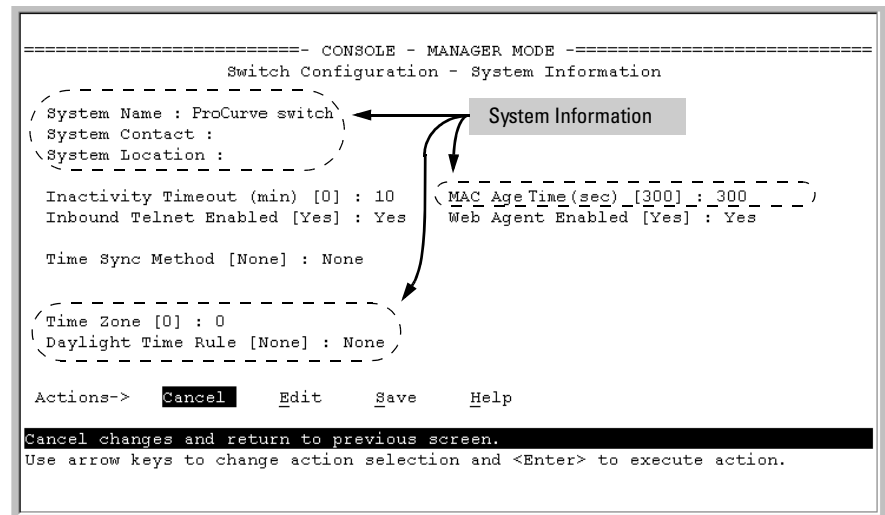 ==========================- CONSOLE - MANAGER MODE -============================
Switch Configuration - System Information
System Name : ProCurve switch
System Information
System Contact :
System Location :
Inactivity Timeout (min) [0] : 10 MAC Age Time(sec) [300] : 300
Inbound Telnet Enabled [Yes] : Yes Web Agent Enabled [Yes] : Yes
Time Sync Method [None] : None
Time Zone [0] : 0
Daylight Time Rule [None] : None
Actions-> Cancel Edit Save Help
Cancel changes and return to previous screen.
Use arrow keys to change action selection and <Enter> to execute action.